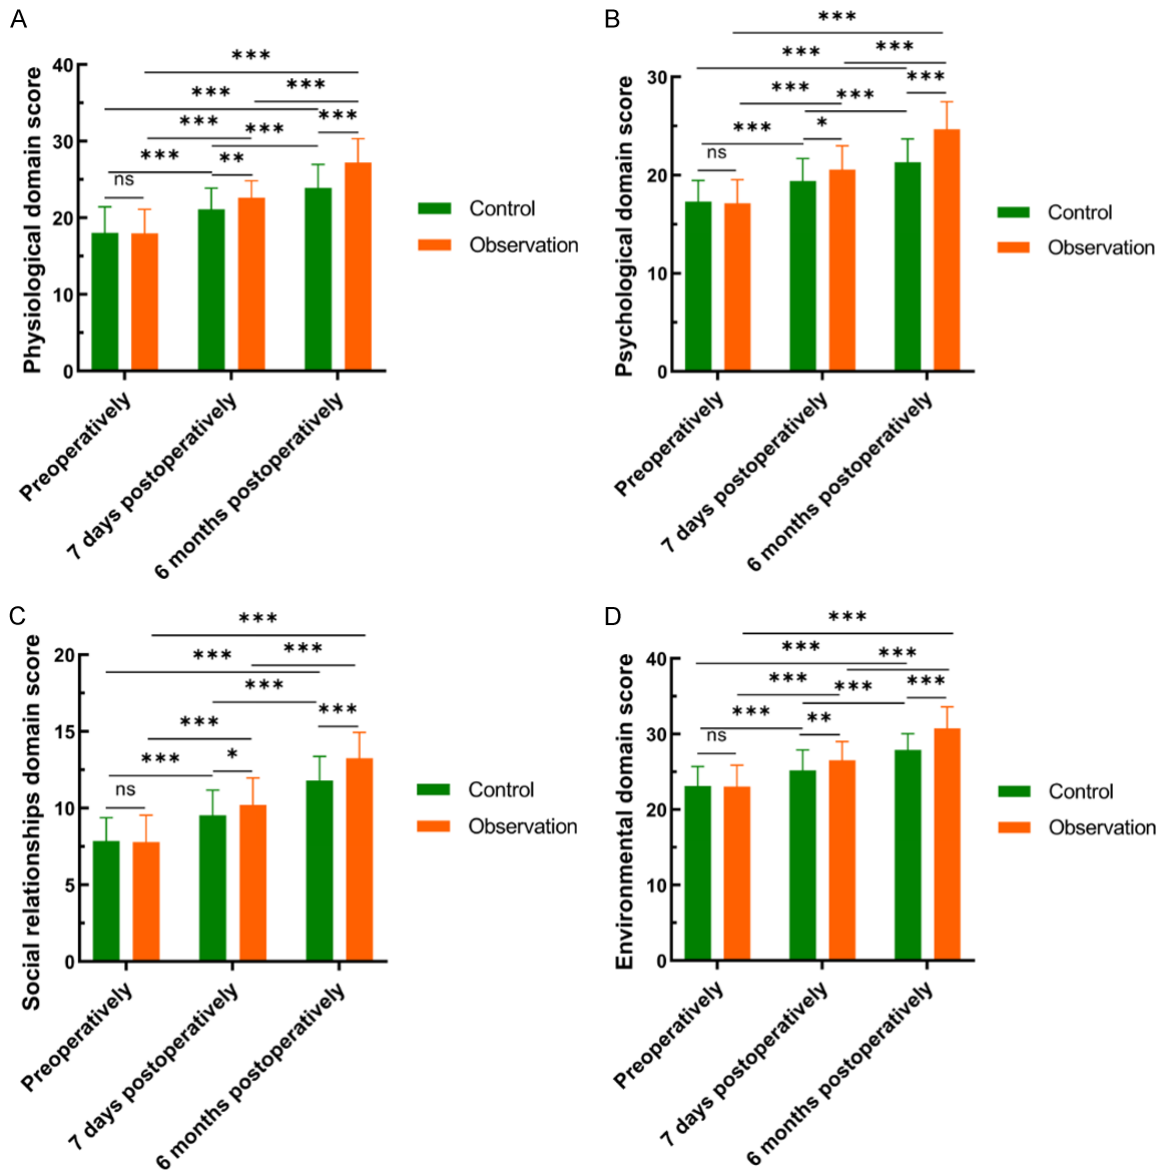 A
Physiological domain score
***
***
***
***
***
***
***
**
ns
40
30
20
10
0
Preoperatively
7 days postoperatively
6 months postoperatively
Control
Observation
B
Psychological domain score
***
***
***
***
***
***
***
*
ns
30
20
10
0
Preoperatively
7 days postoperatively
6 months postoperatively
Control
Observation
C
Social relationships domain score
***
***
***
***
***
***
***
*
ns
20
15
10
5
0
Preoperatively
7 days postoperatively
6 months postoperatively
Control
Observation
D
Environmental domain score
***
***
***
***
***
***
***
**
ns
40
30
20
10
0
Preoperatively
7 days postoperatively
6 months postoperatively
Control
Observation